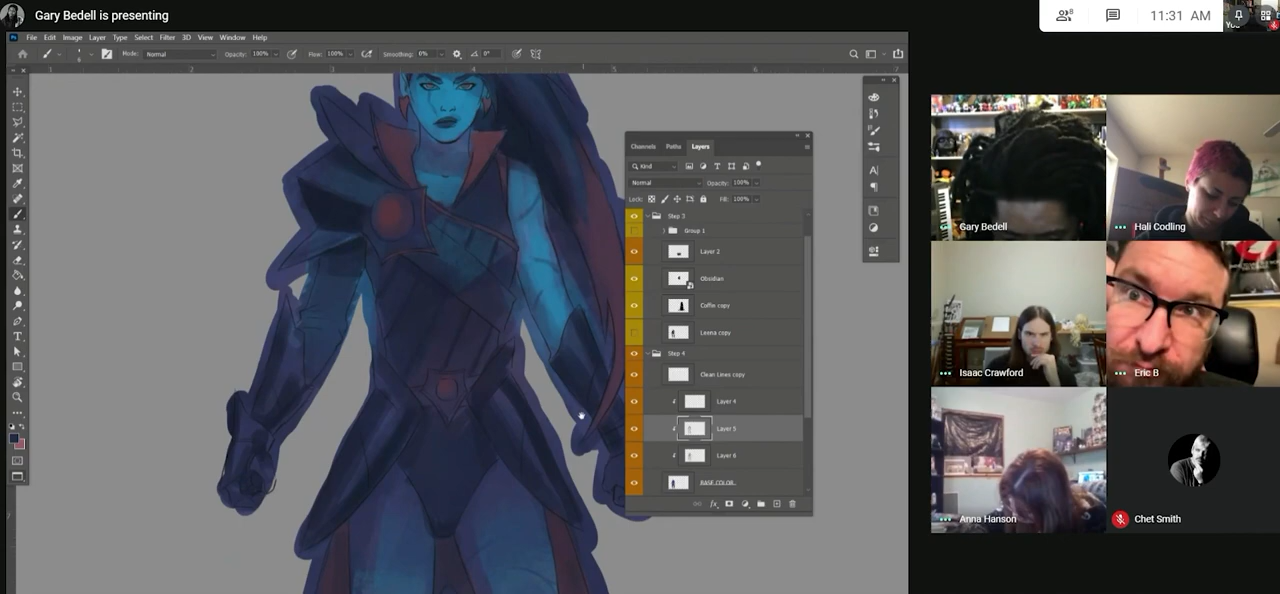 Gary Bedell is presenting
8
11:31 AM
You
File Edit Image Layer Type Select Filter 3D View Window Help
Mode: Normal Opacity: 100% Flow: 100% Smoothing: 0% 0°
Channels Paths Layers
Kind
Normal Opacity: 100%
Lock: Fill: 100%
Step 3
Group 1
Layer 2
Obsidian
Coffin copy
Leena copy
Step 4
Clean Lines copy
Layer 4
Layer 5
Layer 6
BASE COLOR
Gary Bedell
Hali Codling
Isaac Crawford
Eric B
Anna Hanson
Chet Smith